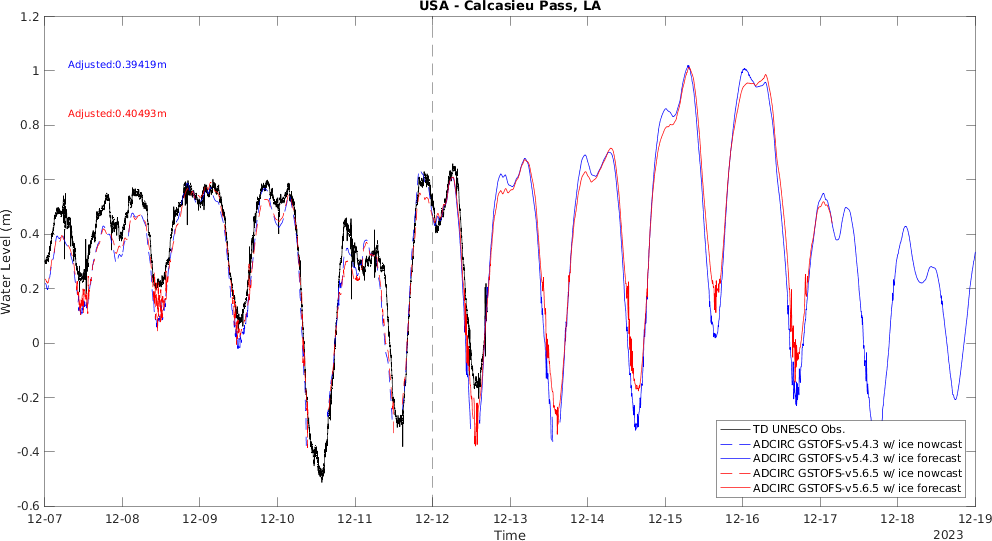 USA - Calcasieu Pass, LA
Adjusted:0.39419m
Adjusted:0.40493m
Water Level (m)
1.2
1
0.8
0.6
0.4
0.2
0
-0.2
-0.4
-0.6
TD UNESCO Obs.
ADCIRC GSTOFS-v5.4.3 w/ ice nowcast
ADCIRC GSTOFS-v5.4.3 w/ ice forecast
ADCIRC GSTOFS-v5.6.5 w/ ice nowcast
ADCIRC GSTOFS-v5.6.5 w/ ice forecast
12-07 12-08 12-09 12-10 12-11 12-12 12-13 12-14 12-15 12-16 12-17 12-18 12-19
Time
2023